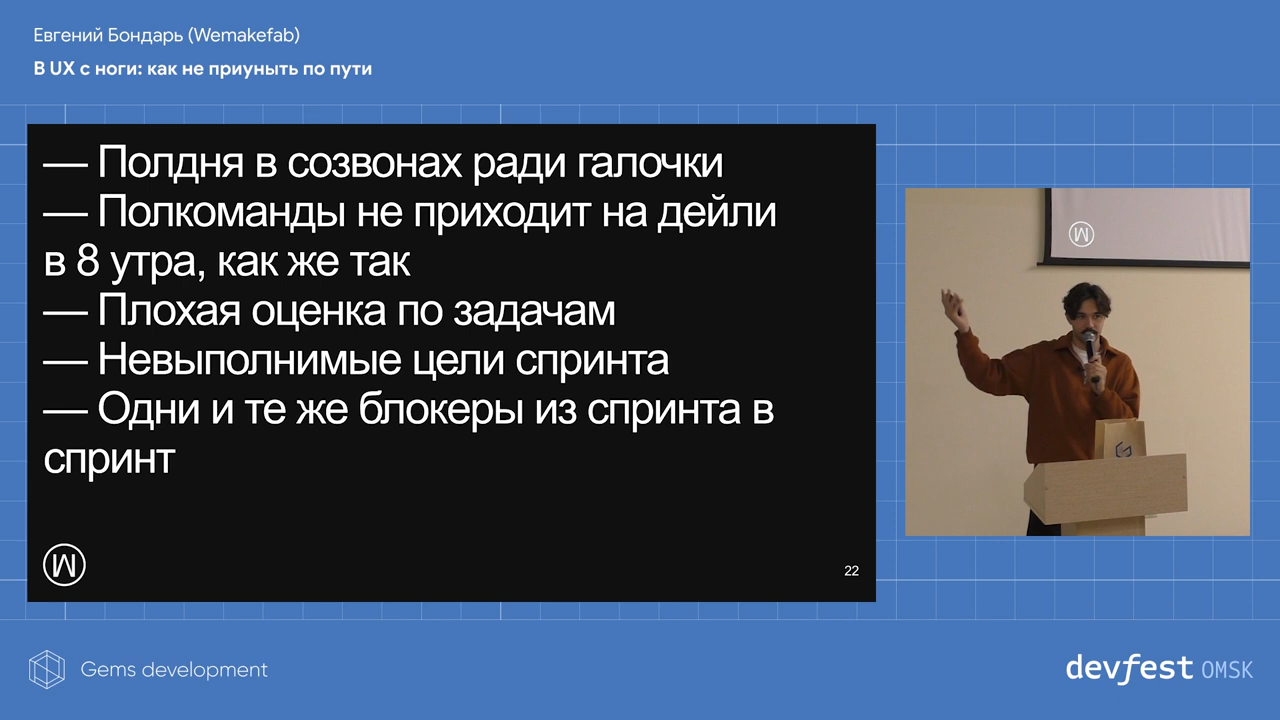 Евгений Бондарь (Wemakefab)
В UX с ноги: как не приуныть по пути
— Полдня в созвонах ради галочки
— Полкоманды не приходит на дейли
в 8 утра, как же так
— Плохая оценка по задачам
— Невыполнимые цели спринта
— Одни и те же блокеры из спринта в
спринт
22
Gems development
devfest OMSK